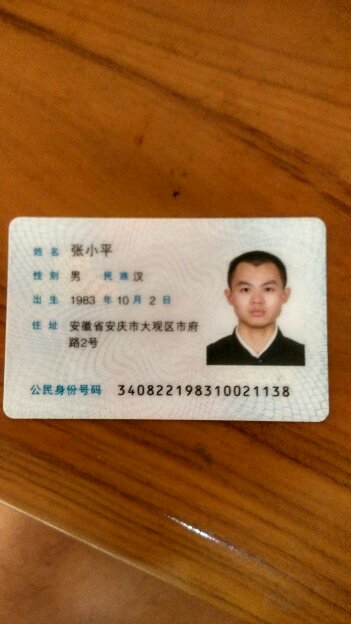 姓名 张小平
性别 男 民族 汉
出生 1983 年 10 月 2 日
住址 安徽省安庆市大观区市府
路2号
公民身份号码 340822198310021138